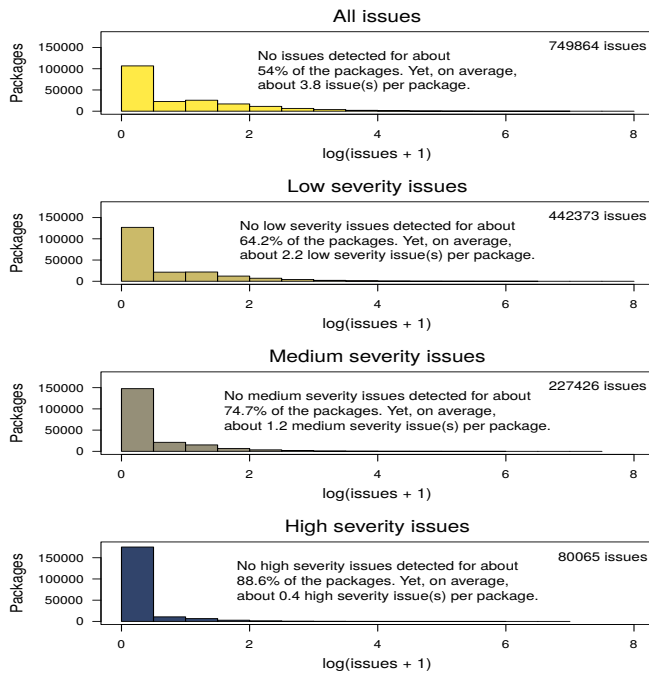 All issues
749864 issues
No issues detected for about
54% of the packages. Yet, on average,
about 3.8 issue(s) per package.
Packages
150000
100000
50000
0
0 2 4 6 8
log(issues + 1)
Low severity issues
442373 issues
No low severity issues detected for about
64.2% of the packages. Yet, on average,
about 2.2 low severity issue(s) per package.
Packages
150000
100000
50000
0
0 2 4 6 8
log(issues + 1)
Medium severity issues
227426 issues
No medium severity issues detected for about
74.7% of the packages. Yet, on average,
about 1.2 medium severity issue(s) per package.
Packages
150000
100000
50000
0
0 2 4 6 8
log(issues + 1)
High severity issues
80065 issues
No high severity issues detected for about
88.6% of the packages. Yet, on average,
about 0.4 high severity issue(s) per package.
Packages
150000
100000
50000
0
0 2 4 6 8
log(issues + 1)